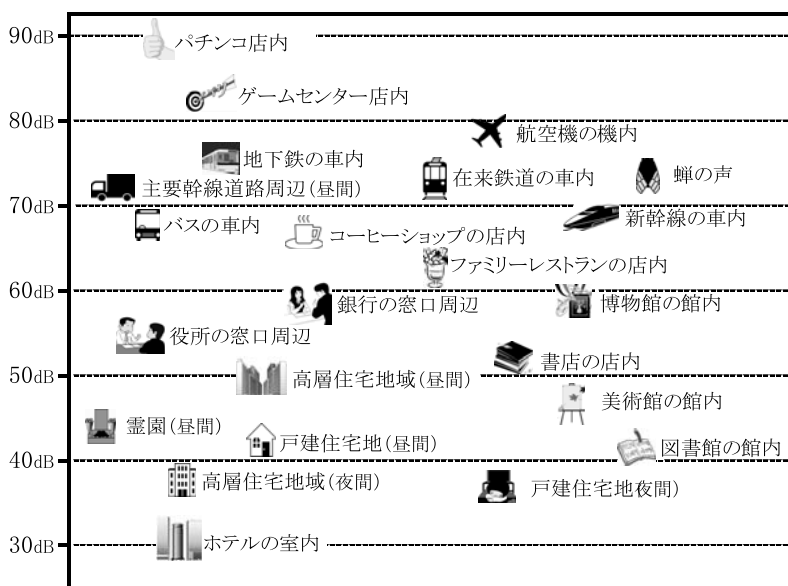 90dB
パチンコ店内
ゲームセンター店内
80dB
航空機の機内
地下鉄の車内
在来鉄道の車内
蝉の声
主要幹線道路周辺(昼間)
70dB
バスの車内
新幹線の車内
コーヒーショップの店内
ファミリーレストランの店内
60dB
銀行の窓口周辺
博物館の館内
役所の窓口周辺
書店の店内
50dB
高層住宅地域(昼間)
美術館の館内
霊園(昼間)
戸建住宅地(昼間)
図書館の館内
40dB
高層住宅地域(夜間)
戸建住宅地夜間)
30dB
ホテルの室内